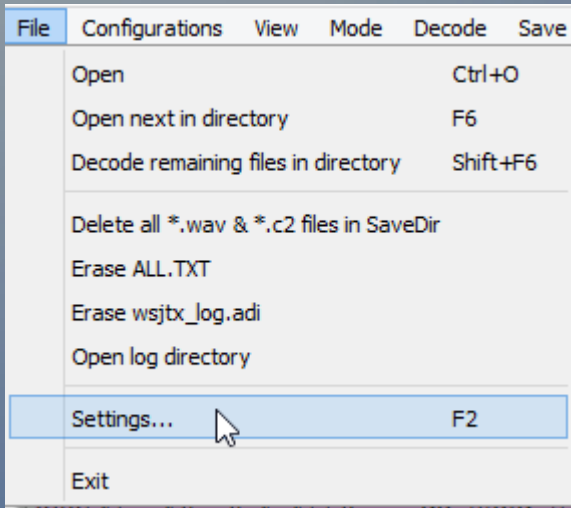 File Configurations View Mode Decode Save
Open Ctrl+O
Open next in directory F6
Decode remaining files in directory Shift+F6
Delete all *.wav & *.c2 files in SaveDir
Erase ALL.TXT
Erase wsjtx_log.adi
Open log directory
Settings... F2
Exit